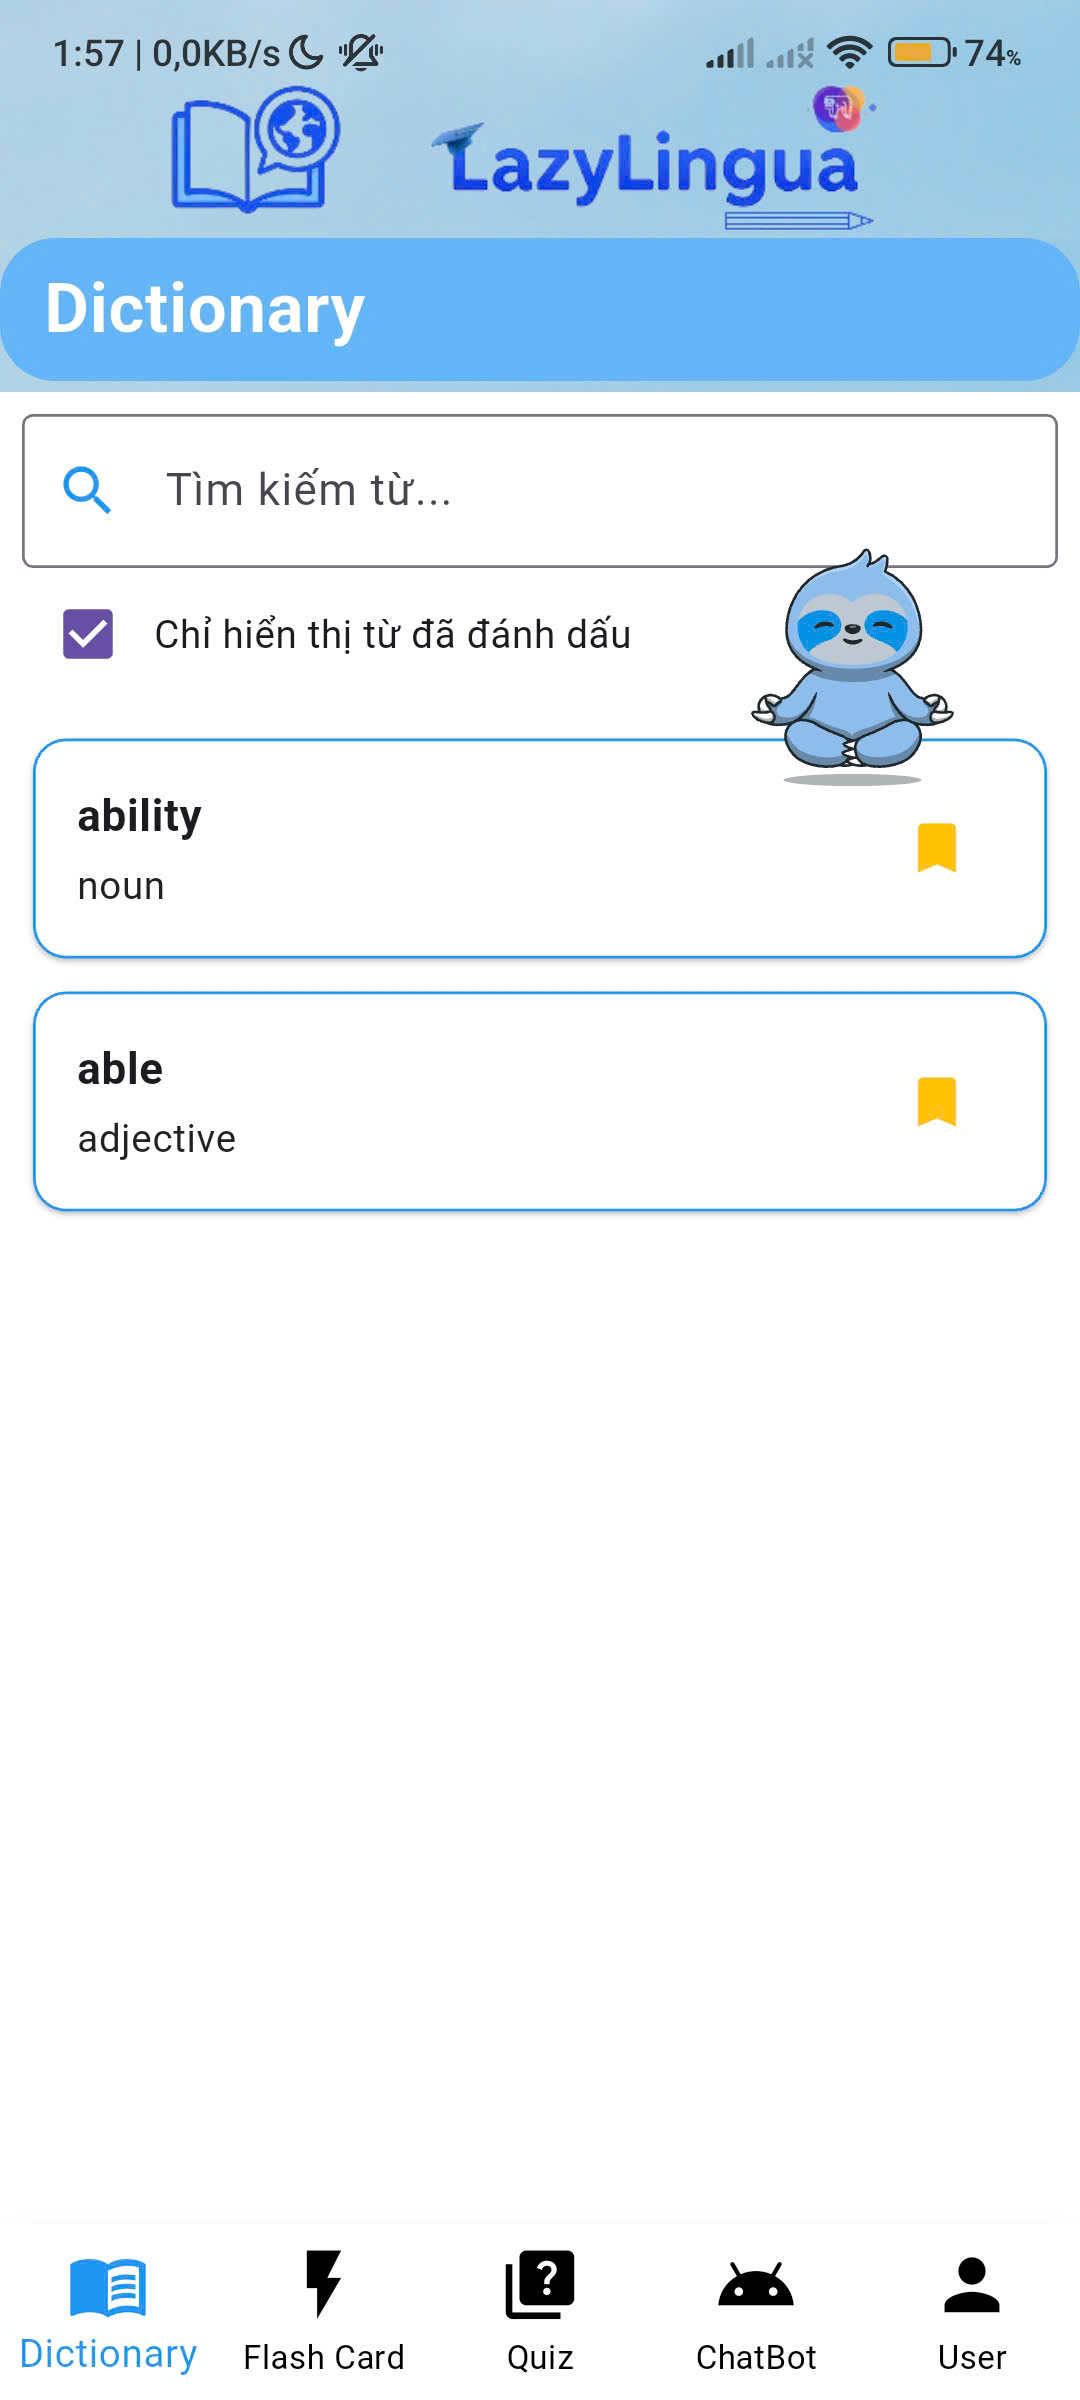 1:57 | 0,0KB/s
74%
LazyLingua
Dictionary
Tìm kiếm từ...
Chỉ hiển thị từ đã đánh dấu
ability
noun
able
adjective
Dictionary
Flash Card
Quiz
ChatBot
User